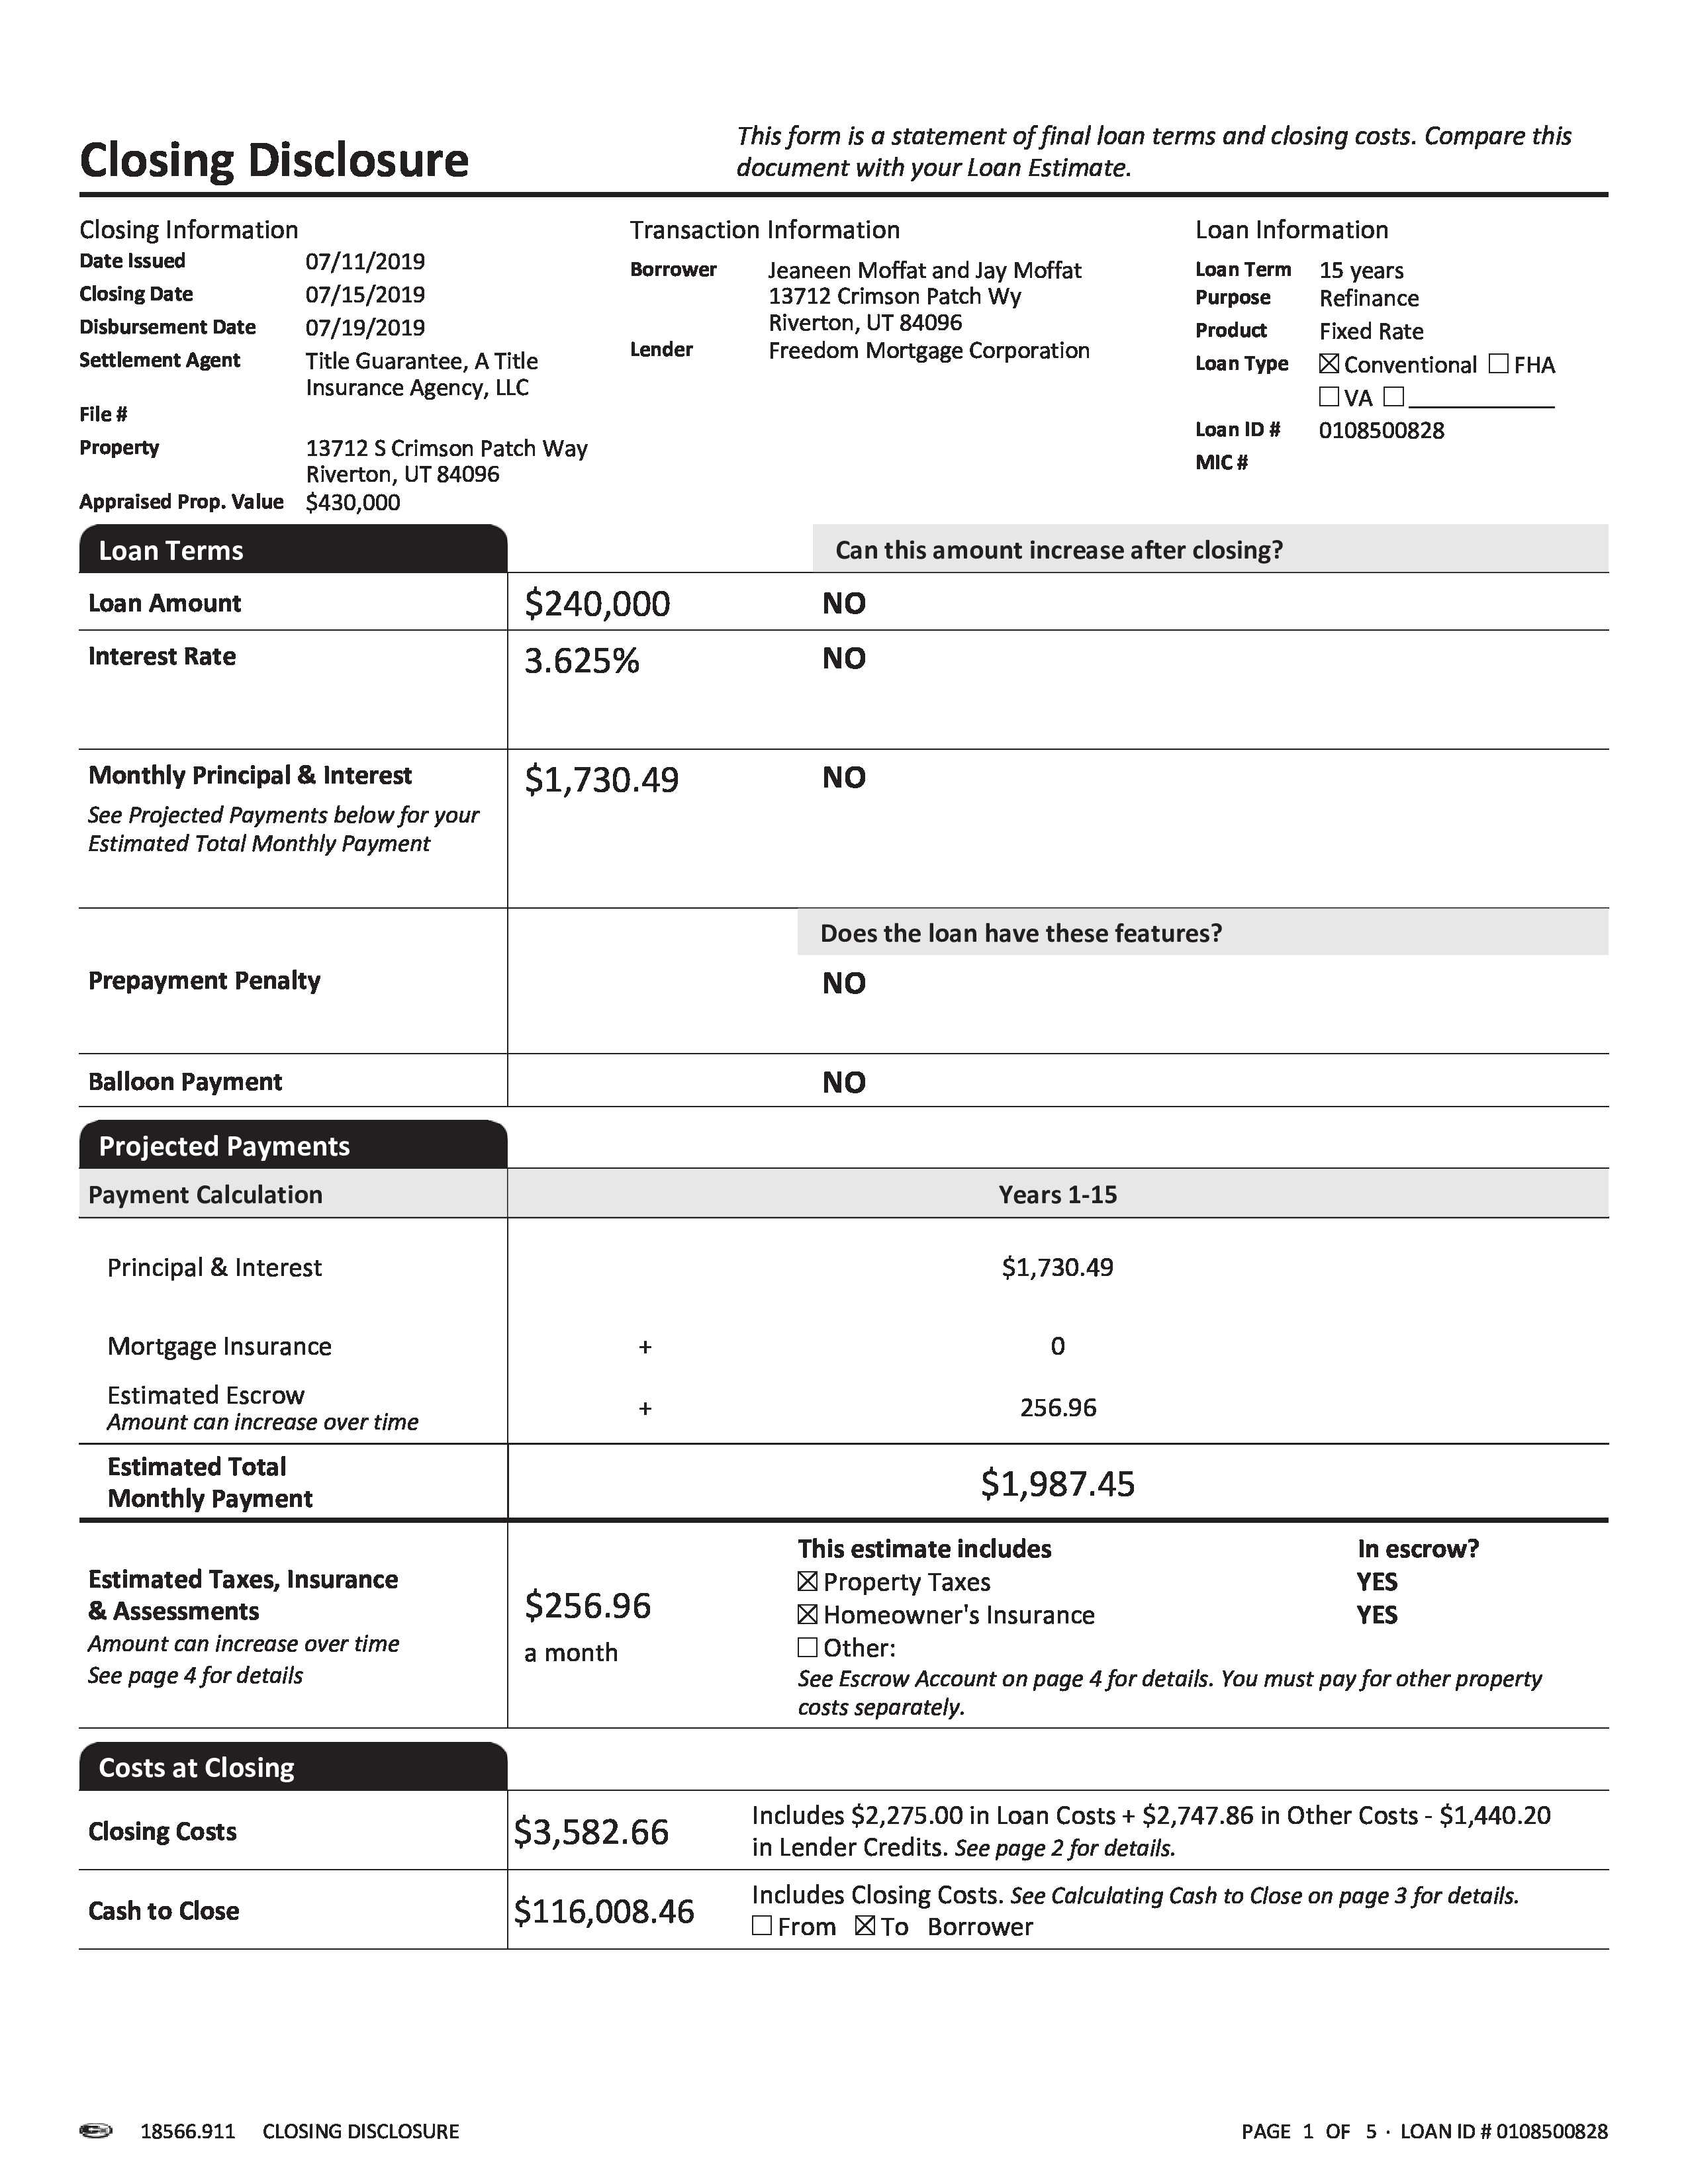 Closing Disclosure
This form is a statement of final loan terms and closing costs. Compare this
document with your Loan Estimate.
Closing Information
Date Issued 07/11/2019
Closing Date 07/15/2019
Disbursement Date 07/19/2019
Settlement Agent Title Guarantee, A Title
Insurance Agency, LLC
File #
Property 13712 S Crimson Patch Way
Riverton, UT 84096
Appraised Prop. Value $430,000
Transaction Information
Borrower Jeaneen Moffat and Jay Moffat
13712 Crimson Patch Wy
Riverton, UT 84096
Lender Freedom Mortgage Corporation
Loan Information
Loan Term 15 years
Purpose Refinance
Product Fixed Rate
Loan Type ☒ Conventional ☐ FHA
☐ VA ☐ ____________
Loan ID # 0108500828
MIC #
Loan Terms Can this amount increase after closing?
Loan Amount $240,000 NO
Interest Rate 3.625% NO
Monthly Principal & Interest $1,730.49 NO
See Projected Payments below for your
Estimated Total Monthly Payment
Does the loan have these features?
Prepayment Penalty NO
Balloon Payment NO
Projected Payments
Payment Calculation Years 1-15
Principal & Interest $1,730.49
Mortgage Insurance + 0
Estimated Escrow
Amount can increase over time + 256.96
Estimated Total
Monthly Payment $1,987.45
Estimated Taxes, Insurance
& Assessments
Amount can increase over time
See page 4 for details
$256.96
a month
This estimate includes In escrow?
☒ Property Taxes YES
☒ Homeowner's Insurance YES
☐ Other:
See Escrow Account on page 4 for details. You must pay for other property
costs separately.
Costs at Closing
Closing Costs $3,582.66 Includes $2,275.00 in Loan Costs + $2,747.86 in Other Costs - $1,440.20
in Lender Credits. See page 2 for details.
Cash to Close $116,008.46 Includes Closing Costs. See Calculating Cash to Close on page 3 for details.
☐ From ☒ To Borrower
18566.911 CLOSING DISCLOSURE PAGE 1 OF 5 · LOAN ID # 0108500828